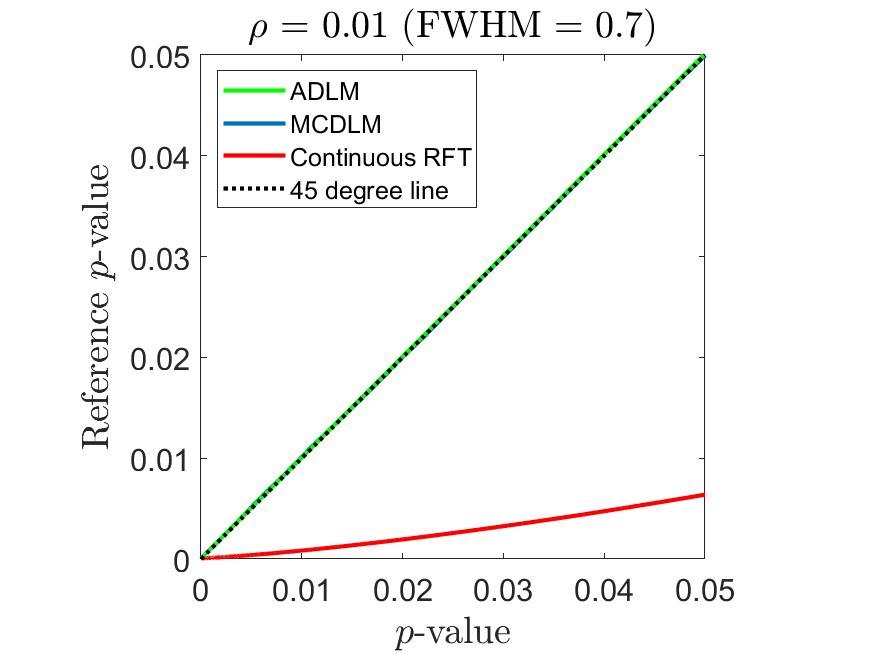 ρ = 0.01 (FWHM = 0.7)
0.05
ADLM
MCDLM
Continuous RFT
45 degree line
0.04
0.03
0.02
0.01
0
Reference p-value
0 0.01 0.02 0.03 0.04 0.05
p-value